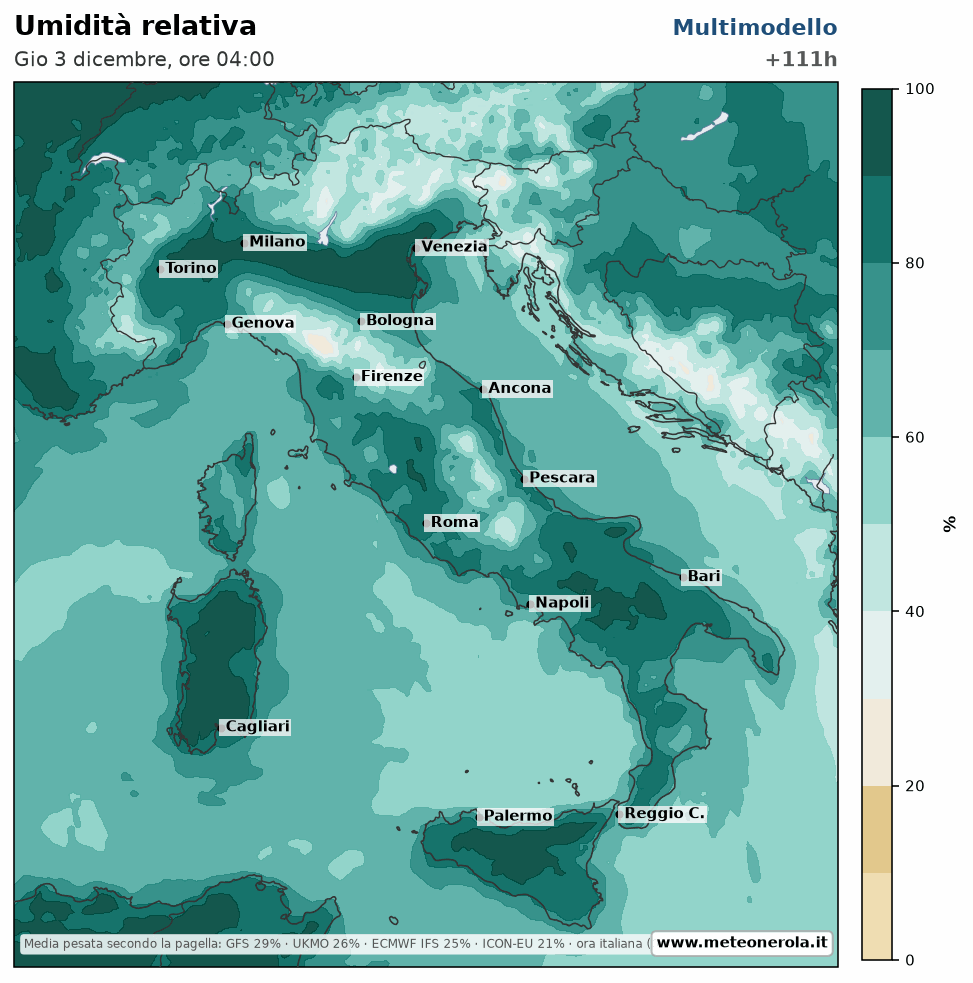 Umidità relativa
Multimodello
Gio 3 dicembre, ore 04:00
+111h
100
80
60
40
20
0
%
Milano
Venezia
Torino
Genova
Bologna
Firenze
Ancona
Pescara
Roma
Bari
Napoli
Cagliari
Palermo
Reggio C.
Media pesata secondo la pagella: GFS 29% · UKMO 26% · ECMWF IFS 25% · ICON-EU 21% · ora italiana (
www.meteonerola.it